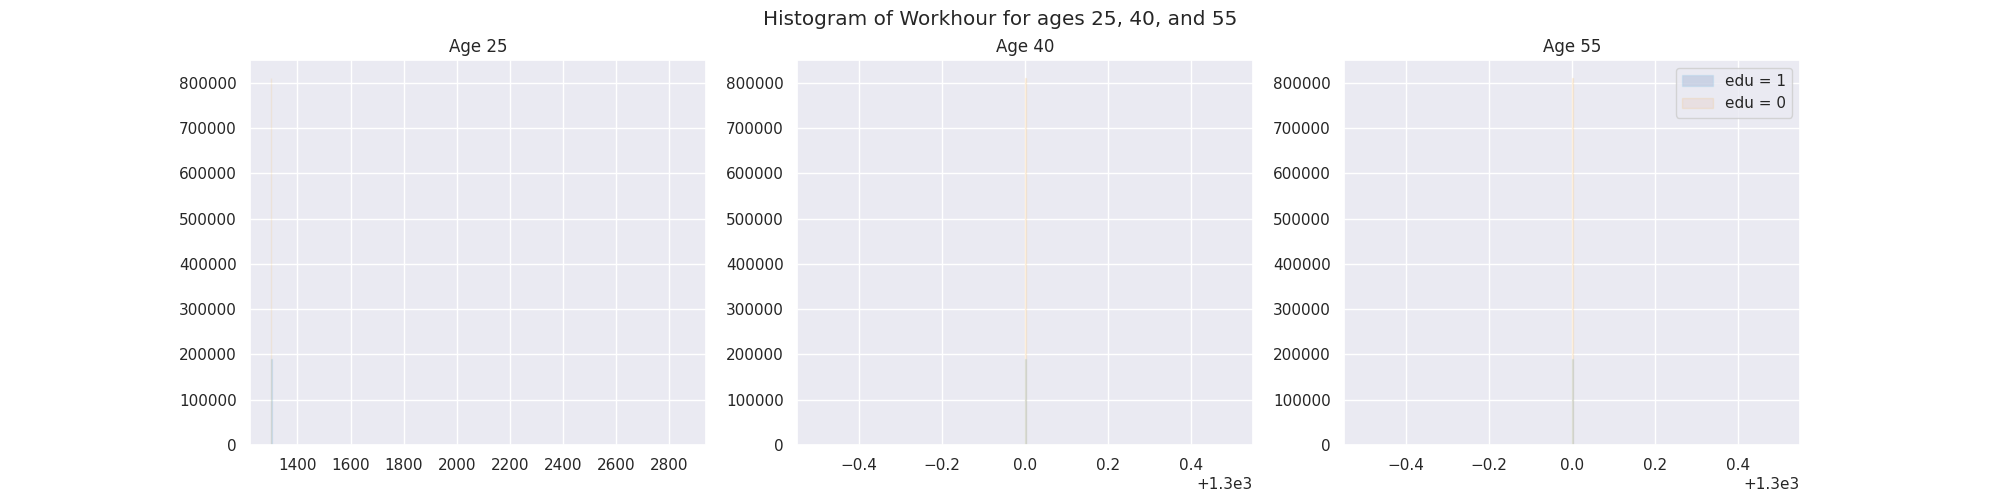 Histogram of Workhour for ages 25, 40, and 55
Age 25
800000
700000
600000
500000
400000
300000
200000
100000
0
1400 1600 1800 2000 2200 2400 2600 2800
Age 40
800000
700000
600000
500000
400000
300000
200000
100000
0
−0.4 −0.2 0.0 0.2 0.4
+1.3e3
Age 55
800000
700000
600000
500000
400000
300000
200000
100000
0
−0.4 −0.2 0.0 0.2 0.4
+1.3e3
edu = 1
edu = 0